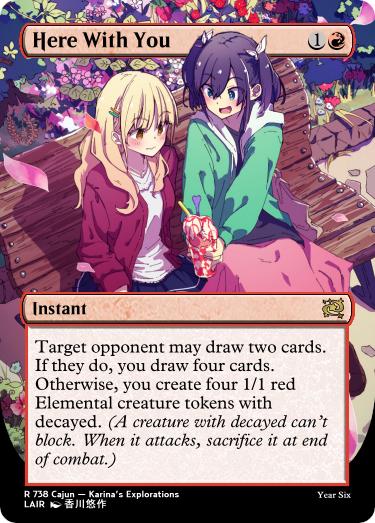 Here With You
1
Instant
Target opponent may draw two cards.
If they do, you draw four cards.
Otherwise, you create four 1/1 red
Elemental creature tokens with
decayed. (A creature with decayed can't
block. When it attacks, sacrifice it at end
of combat.)
R 738 Cajun — Karina's Explorations
LAIR 香川悠作
Year Six